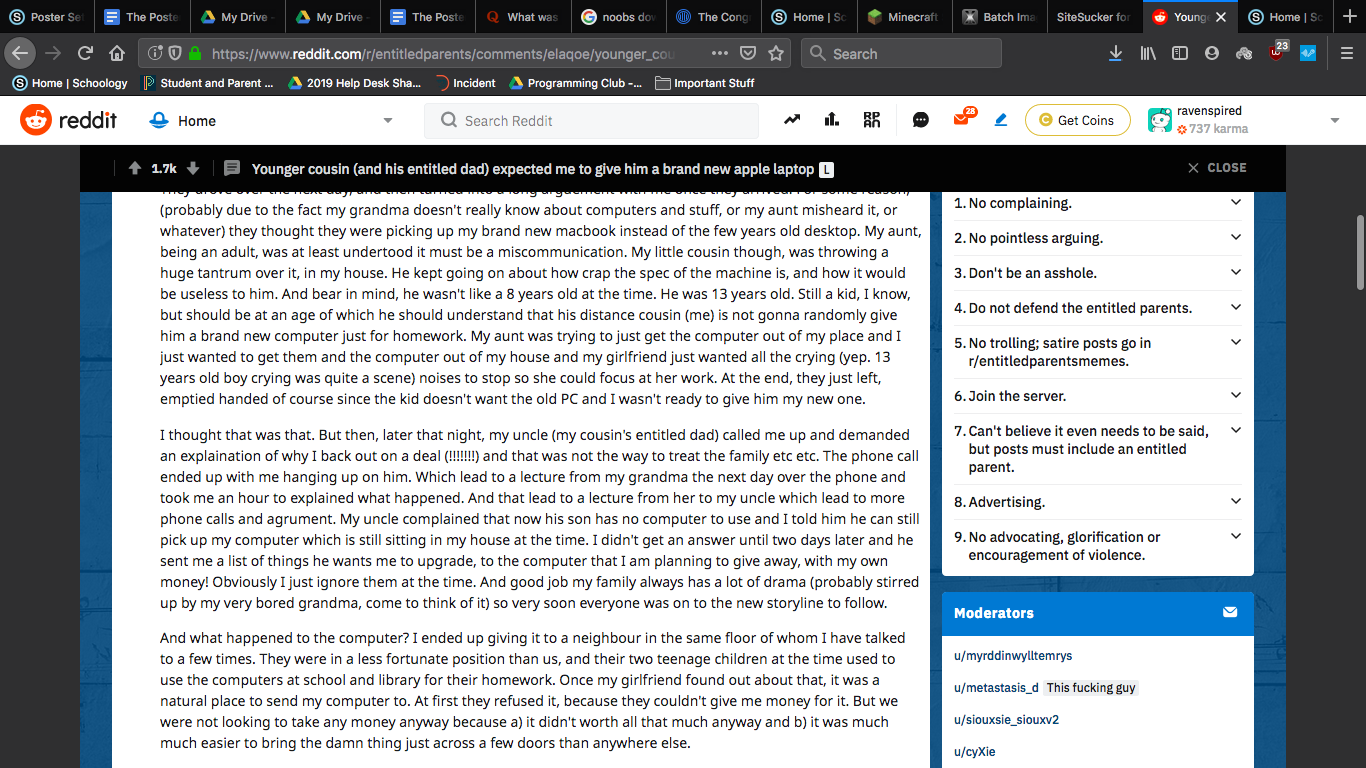 Poster Set
The Poste
My Drive -
My Drive -
The Poste
What was
noobs dow
The Cong
Home | Sc
Minecraft
Batch Ima
SiteSucker for
Younge
Home | Sc
https://www.reddit.com/r/entitledparents/comments/elaqoe/younger_cou
Search
23
Home | Schoology
Student and Parent ...
2019 Help Desk Sha...
Incident
Programming Club -...
Important Stuff
reddit
Home
Search Reddit
28
Get Coins
ravenspired
737 karma
1.7k
Younger cousin (and his entitled dad) expected me to give him a brand new apple laptop L
CLOSE
They drove over the next day, and then turned into a long arguement with me once they arrived. For some reason,
(probably due to the fact my grandma doesn't really know about computers and stuff, or my aunt misheard it, or
whatever) they thought they were picking up my brand new macbook instead of the few years old desktop. My aunt,
being an adult, was at least undertood it must be a miscommunication. My little cousin though, was throwing a
huge tantrum over it, in my house. He kept going on about how crap the spec of the machine is, and how it would
be useless to him. And bear in mind, he wasn't like a 8 years old at the time. He was 13 years old. Still a kid, I know,
but should be at an age of which he should understand that his distance cousin (me) is not gonna randomly give
him a brand new computer just for homework. My aunt was trying to just get the computer out of my place and I
just wanted to get them and the computer out of my house and my girlfriend just wanted all the crying (yep. 13
years old boy crying was quite a scene) noises to stop so she could focus at her work. At the end, they just left,
emptied handed of course since the kid doesn't want the old PC and I wasn't ready to give him my new one.
I thought that was that. But then, later that night, my uncle (my cousin's entitled dad) called me up and demanded
an explaination of why I back out on a deal (!!!!!!!) and that was not the way to treat the family etc etc. The phone call
ended up with me hanging up on him. Which lead to a lecture from my grandma the next day over the phone and
took me an hour to explained what happened. And that lead to a lecture from her to my uncle which lead to more
phone calls and agrument. My uncle complained that now his son has no computer to use and I told him he can still
pick up my computer which is still sitting in my house at the time. I didn't get an answer until two days later and he
sent me a list of things he wants me to upgrade, to the computer that I am planning to give away, with my own
money! Obviously I just ignore them at the time. And good job my family always has a lot of drama (probably stirred
up by my very bored grandma, come to think of it) so very soon everyone was on to the new storyline to follow.
And what happened to the computer? I ended up giving it to a neighbour in the same floor of whom I have talked
to a few times. They were in a less fortunate position than us, and their two teenage children at the time used to
use the computers at school and library for their homework. Once my girlfriend found out about that, it was a
natural place to send my computer to. At first they refused it, because they couldn't give me money for it. But we
were not looking to take any money anyway because a) it didn't worth all that much anyway and b) it was much
much easier to bring the damn thing just across a few doors than anywhere else.
1. No complaining.
2. No pointless arguing.
3. Don't be an asshole.
4. Do not defend the entitled parents.
5. No trolling; satire posts go in
r/entitledparentsmemes.
6. Join the server.
7. Can't believe it even needs to be said,
but posts must include an entitled
parent.
8. Advertising.
9. No advocating, glorification or
encouragement of violence.
Moderators
u/myrddinwylltemrys
u/metastasis_d This fucking guy
u/siouxsie_siouxv2
u/cyXie